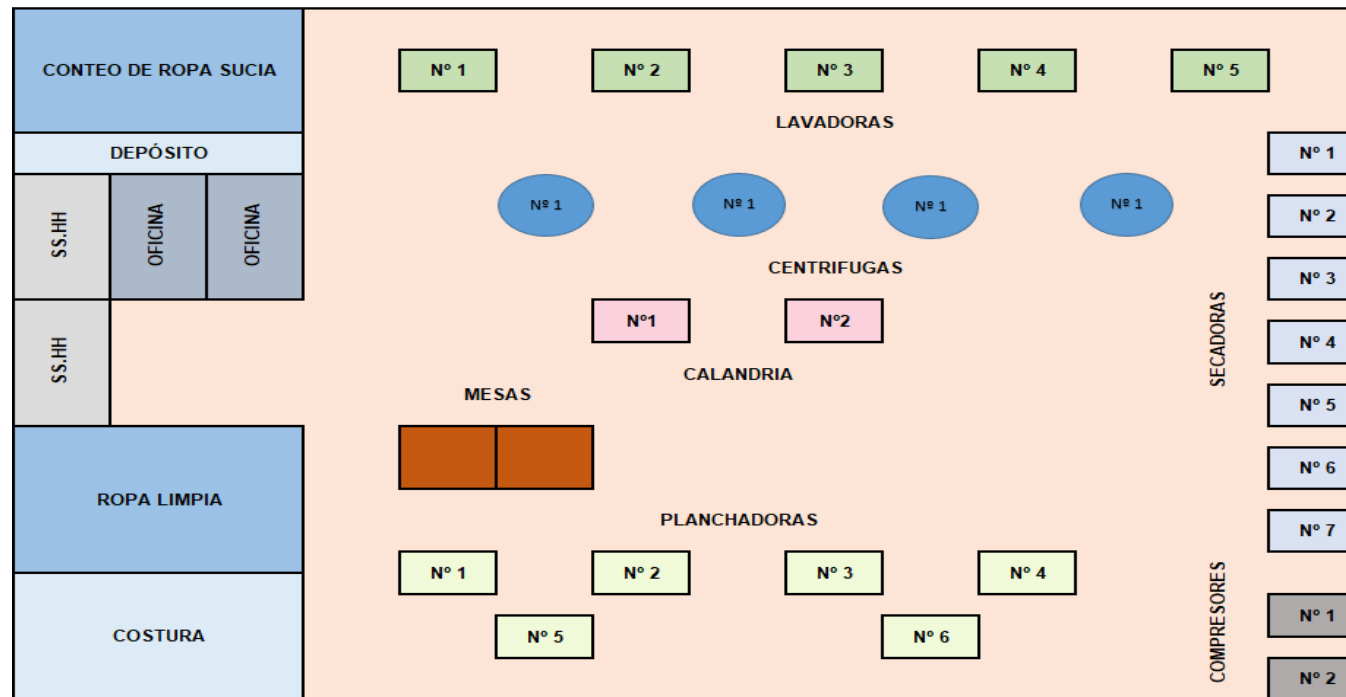 CONTEO DE ROPA SUCIA
Nº 1
Nº 2
Nº 3
Nº 4
Nº 5
LAVADORAS
DEPÓSITO
SS.HH
OFICINA
OFICINA
Nº 1
Nº 1
Nº 1
Nº 1
CENTRIFUGAS
SS.HH
Nº1
Nº2
CALANDRIA
MESAS
ROPA LIMPIA
PLANCHADORAS
Nº 1
Nº 2
Nº 3
Nº 4
Nº 5
Nº 6
COSTURA
SECADORAS
Nº 1
Nº 2
Nº 3
Nº 4
Nº 5
Nº 6
Nº 7
COMPRESORES
Nº 1
Nº 2